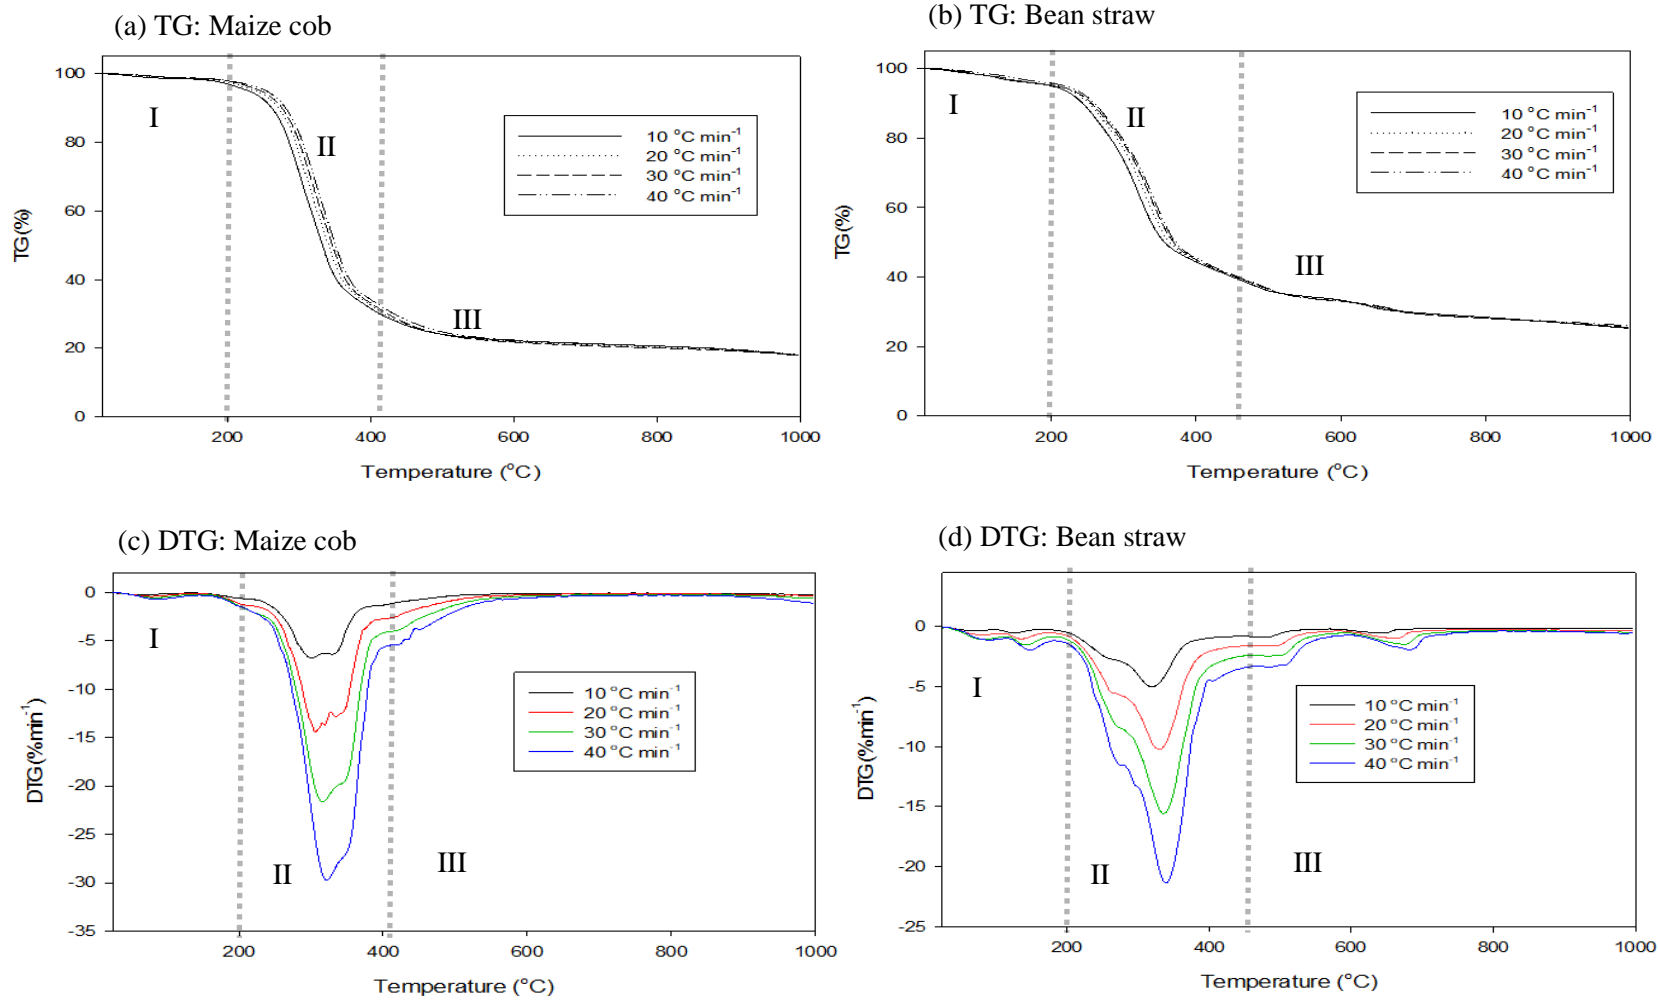 (a) TG: Maize cob
100
80
60
40
20
0
TG(%)
I
II
III
10 °C min⁻¹
20 °C min⁻¹
30 °C min⁻¹
40 °C min⁻¹
200
400
600
800
1000
Temperature (°C)
(b) TG: Bean straw
100
80
60
40
20
0
TG(%)
I
II
III
10 °C min⁻¹
20 °C min⁻¹
30 °C min⁻¹
40 °C min⁻¹
200
400
600
800
1000
Temperature (°C)
(c) DTG: Maize cob
0
-5
-10
-15
-20
-25
-30
-35
DTG(%min⁻¹)
I
II
III
10 °C min⁻¹
20 °C min⁻¹
30 °C min⁻¹
40 °C min⁻¹
200
400
600
800
1000
Temperature (°C)
(d) DTG: Bean straw
0
-5
-10
-15
-20
-25
DTG(%min⁻¹)
I
II
III
10 °C min⁻¹
20 °C min⁻¹
30 °C min⁻¹
40 °C min⁻¹
200
400
600
800
1000
Temperature (°C)